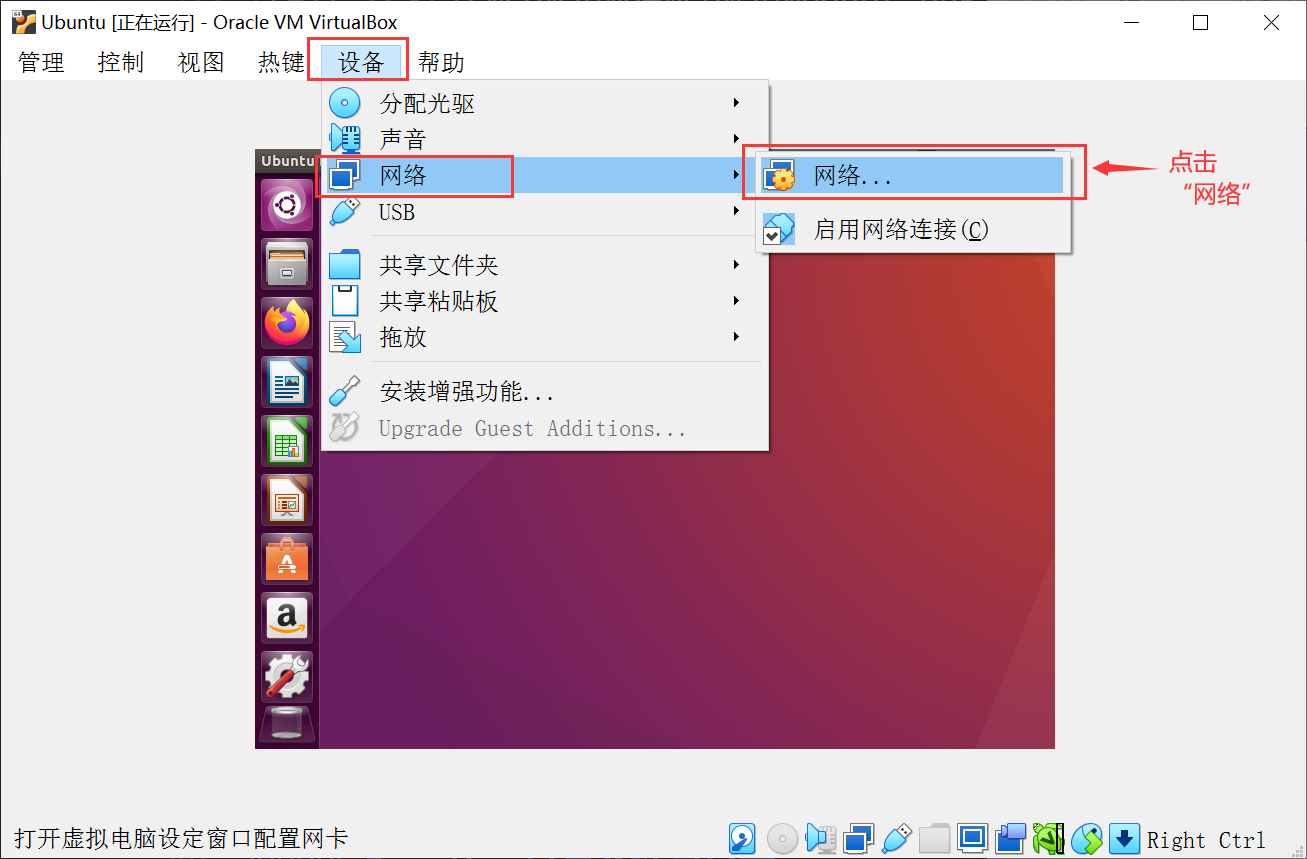 Ubuntu [正在运行] - Oracle VM VirtualBox
管理 控制 视图 热键 设备 帮助
分配光驱
声音
网络
USB
共享文件夹
共享粘贴板
拖放
安装增强功能...
Upgrade Guest Additions...
网络...
启用网络连接(C)
点击
“网络”
Ubuntu
打开虚拟电脑设定窗口配置网卡
Right Ctrl